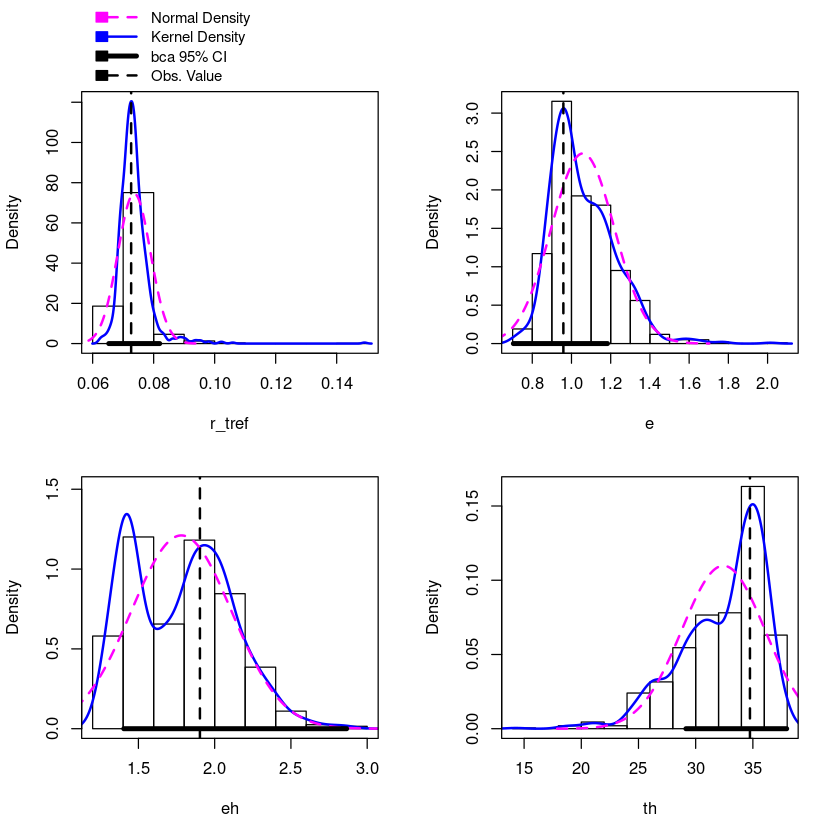 Normal Density
Kernel Density
bca 95% CI
Obs. Value
Density
0 20 40 60 80 100
0.06 0.08 0.10 0.12 0.14
r_tref
Density
0.0 0.5 1.0 1.5 2.0 2.5 3.0
0.8 1.0 1.2 1.4 1.6 1.8 2.0
e
Density
0.0 0.5 1.0 1.5
1.5 2.0 2.5 3.0
eh
Density
0.00 0.05 0.10 0.15
15 20 25 30 35
th